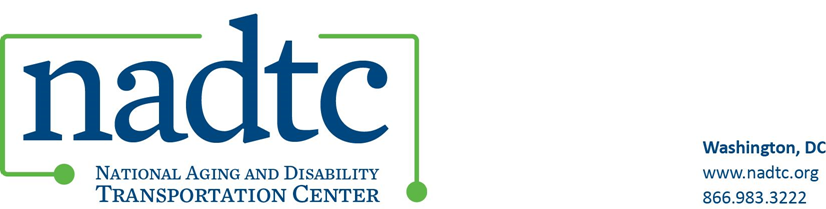 nadtc
National Aging and Disability
Transportation Center
Washington, DC
www.nadtc.org
866.983.3222